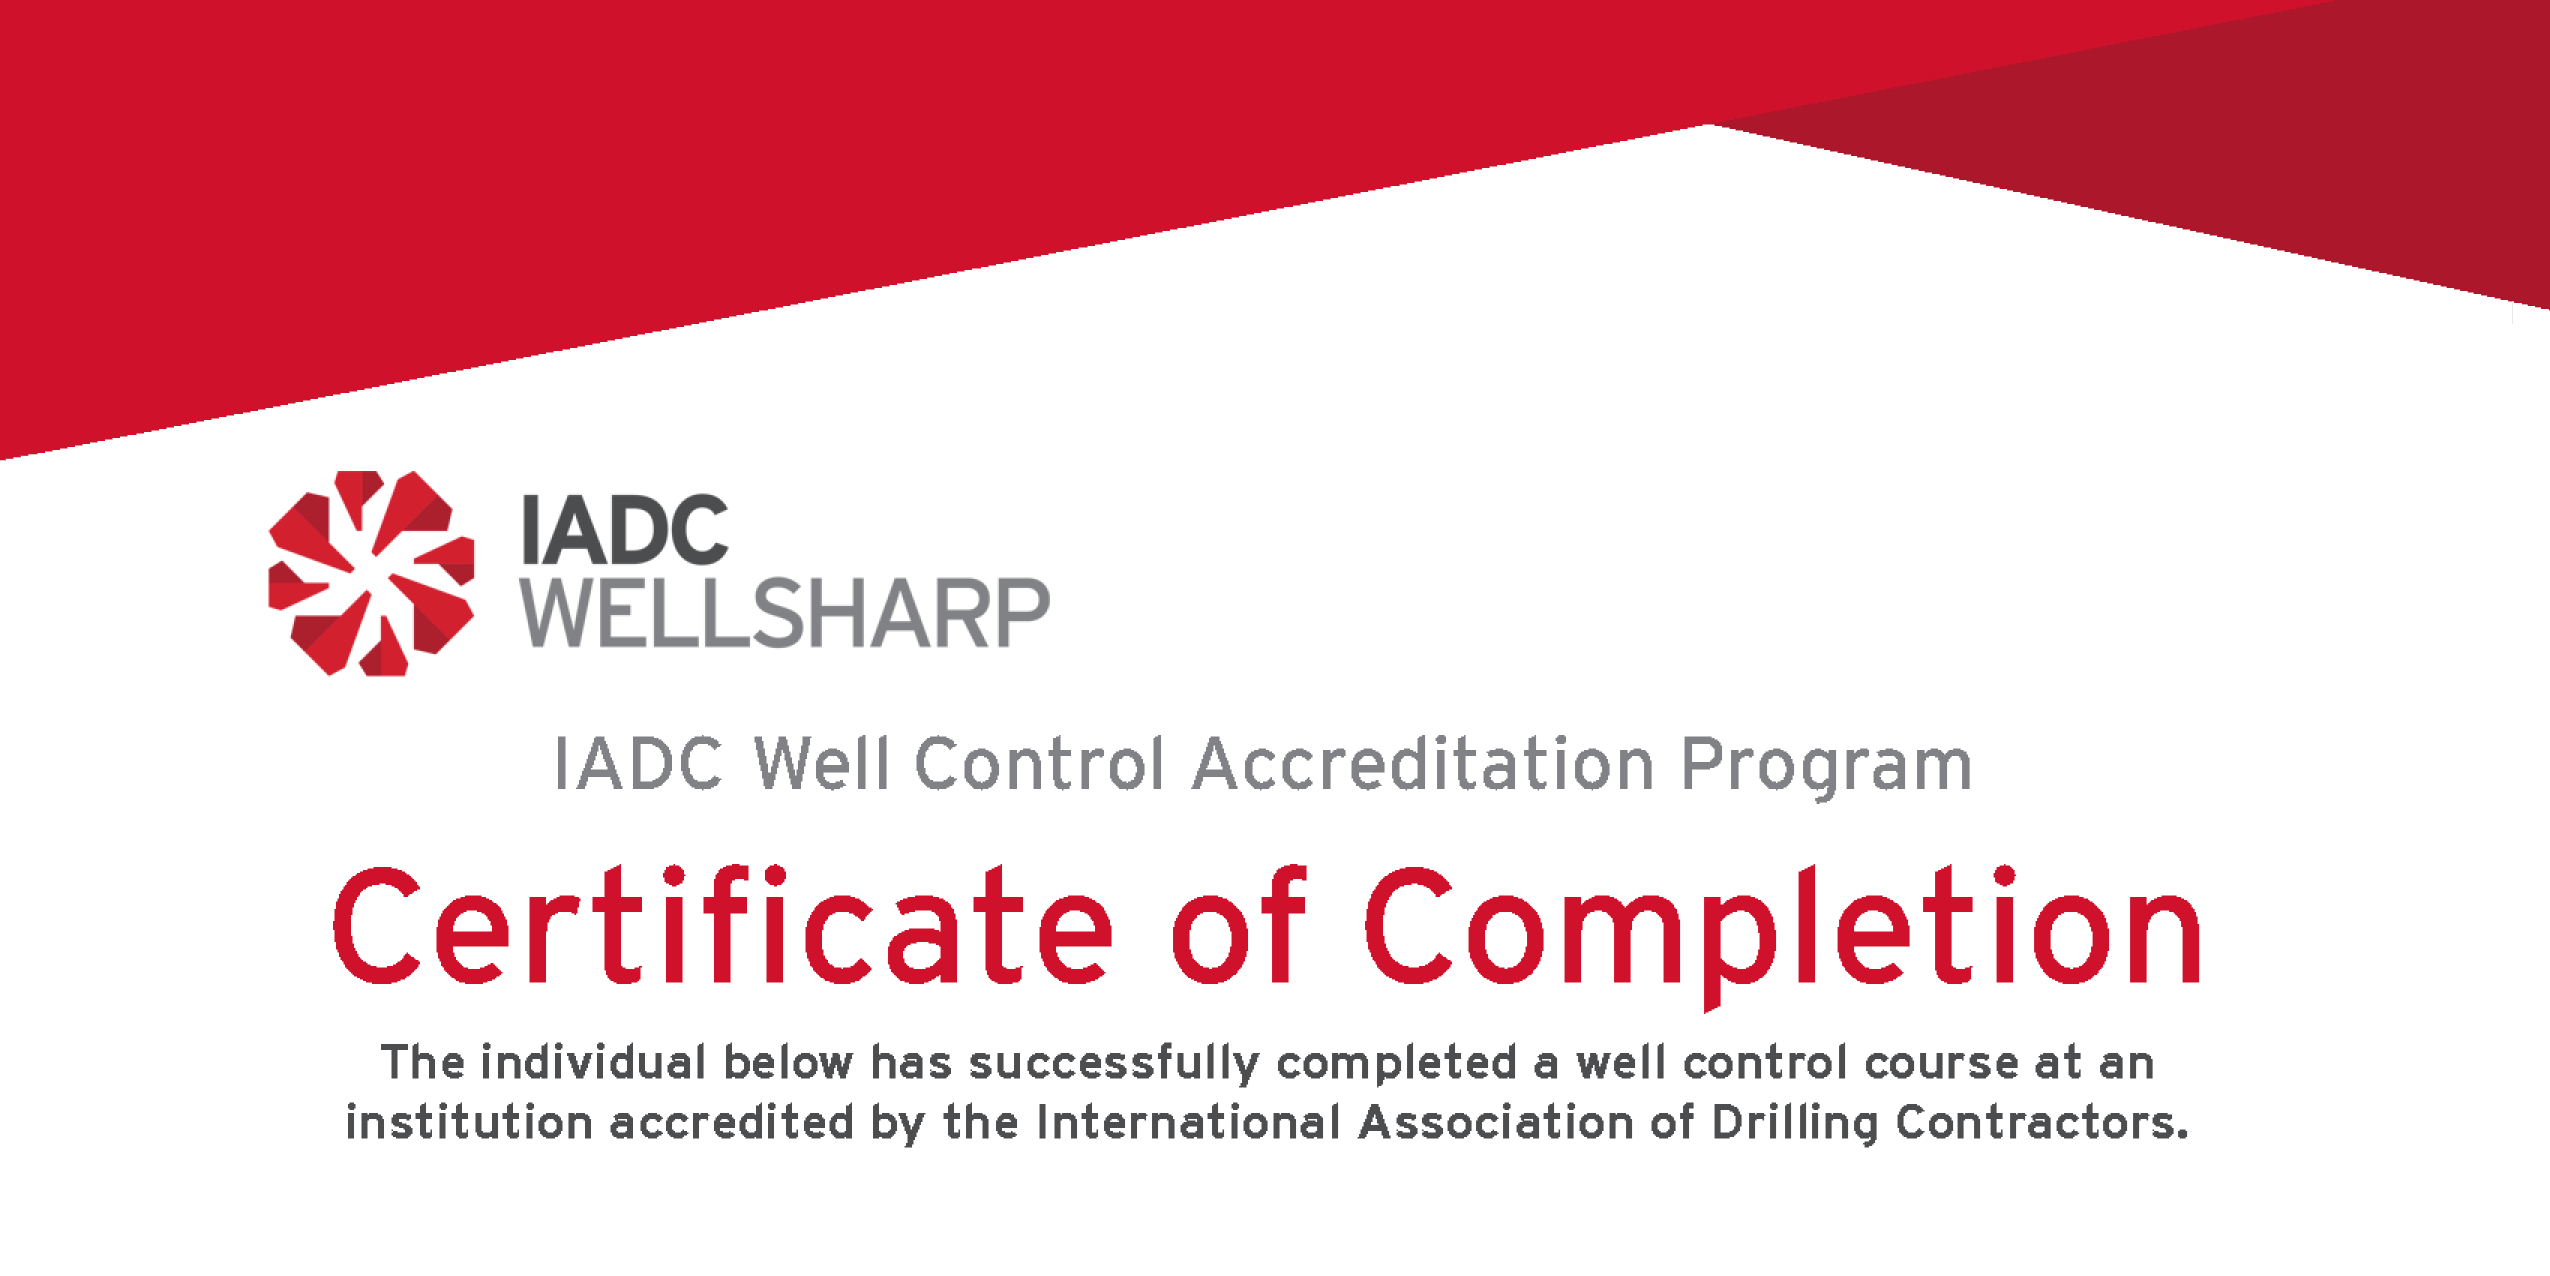 IADC
WELLSHARP
IADC Well Control Accreditation Program
Certificate of Completion
The individual below has successfully completed a well control course at an
institution accredited by the International Association of Drilling Contractors.